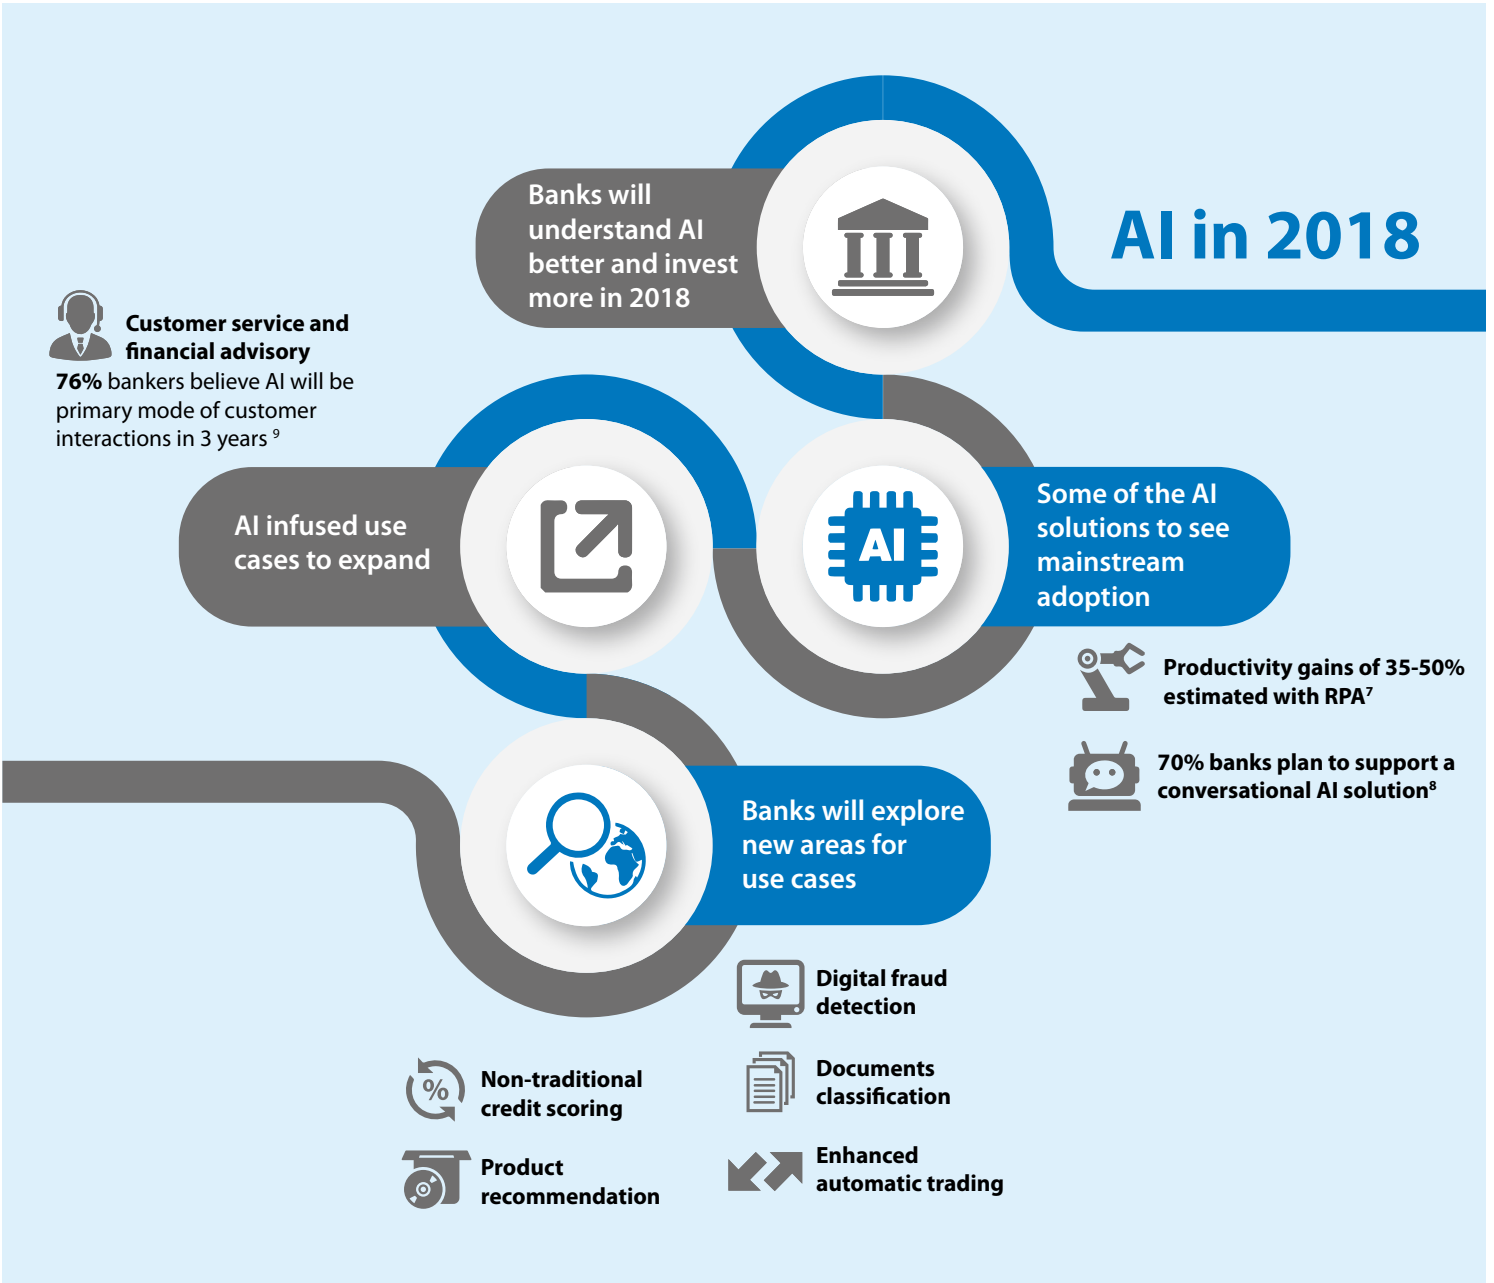 AI in 2018
Banks will
understand AI
better and invest
more in 2018
Customer service and
financial advisory
76% bankers believe AI will be
primary mode of customer
interactions in 3 years 9
AI infused use
cases to expand
AI
Some of the AI
solutions to see
mainstream
adoption
Productivity gains of 35-50%
estimated with RPA7
70% banks plan to support a
conversational AI solution8
Banks will explore
new areas for
use cases
Digital fraud
detection
Documents
classification
Enhanced
automatic trading
%
Non-traditional
credit scoring
Product
recommendation